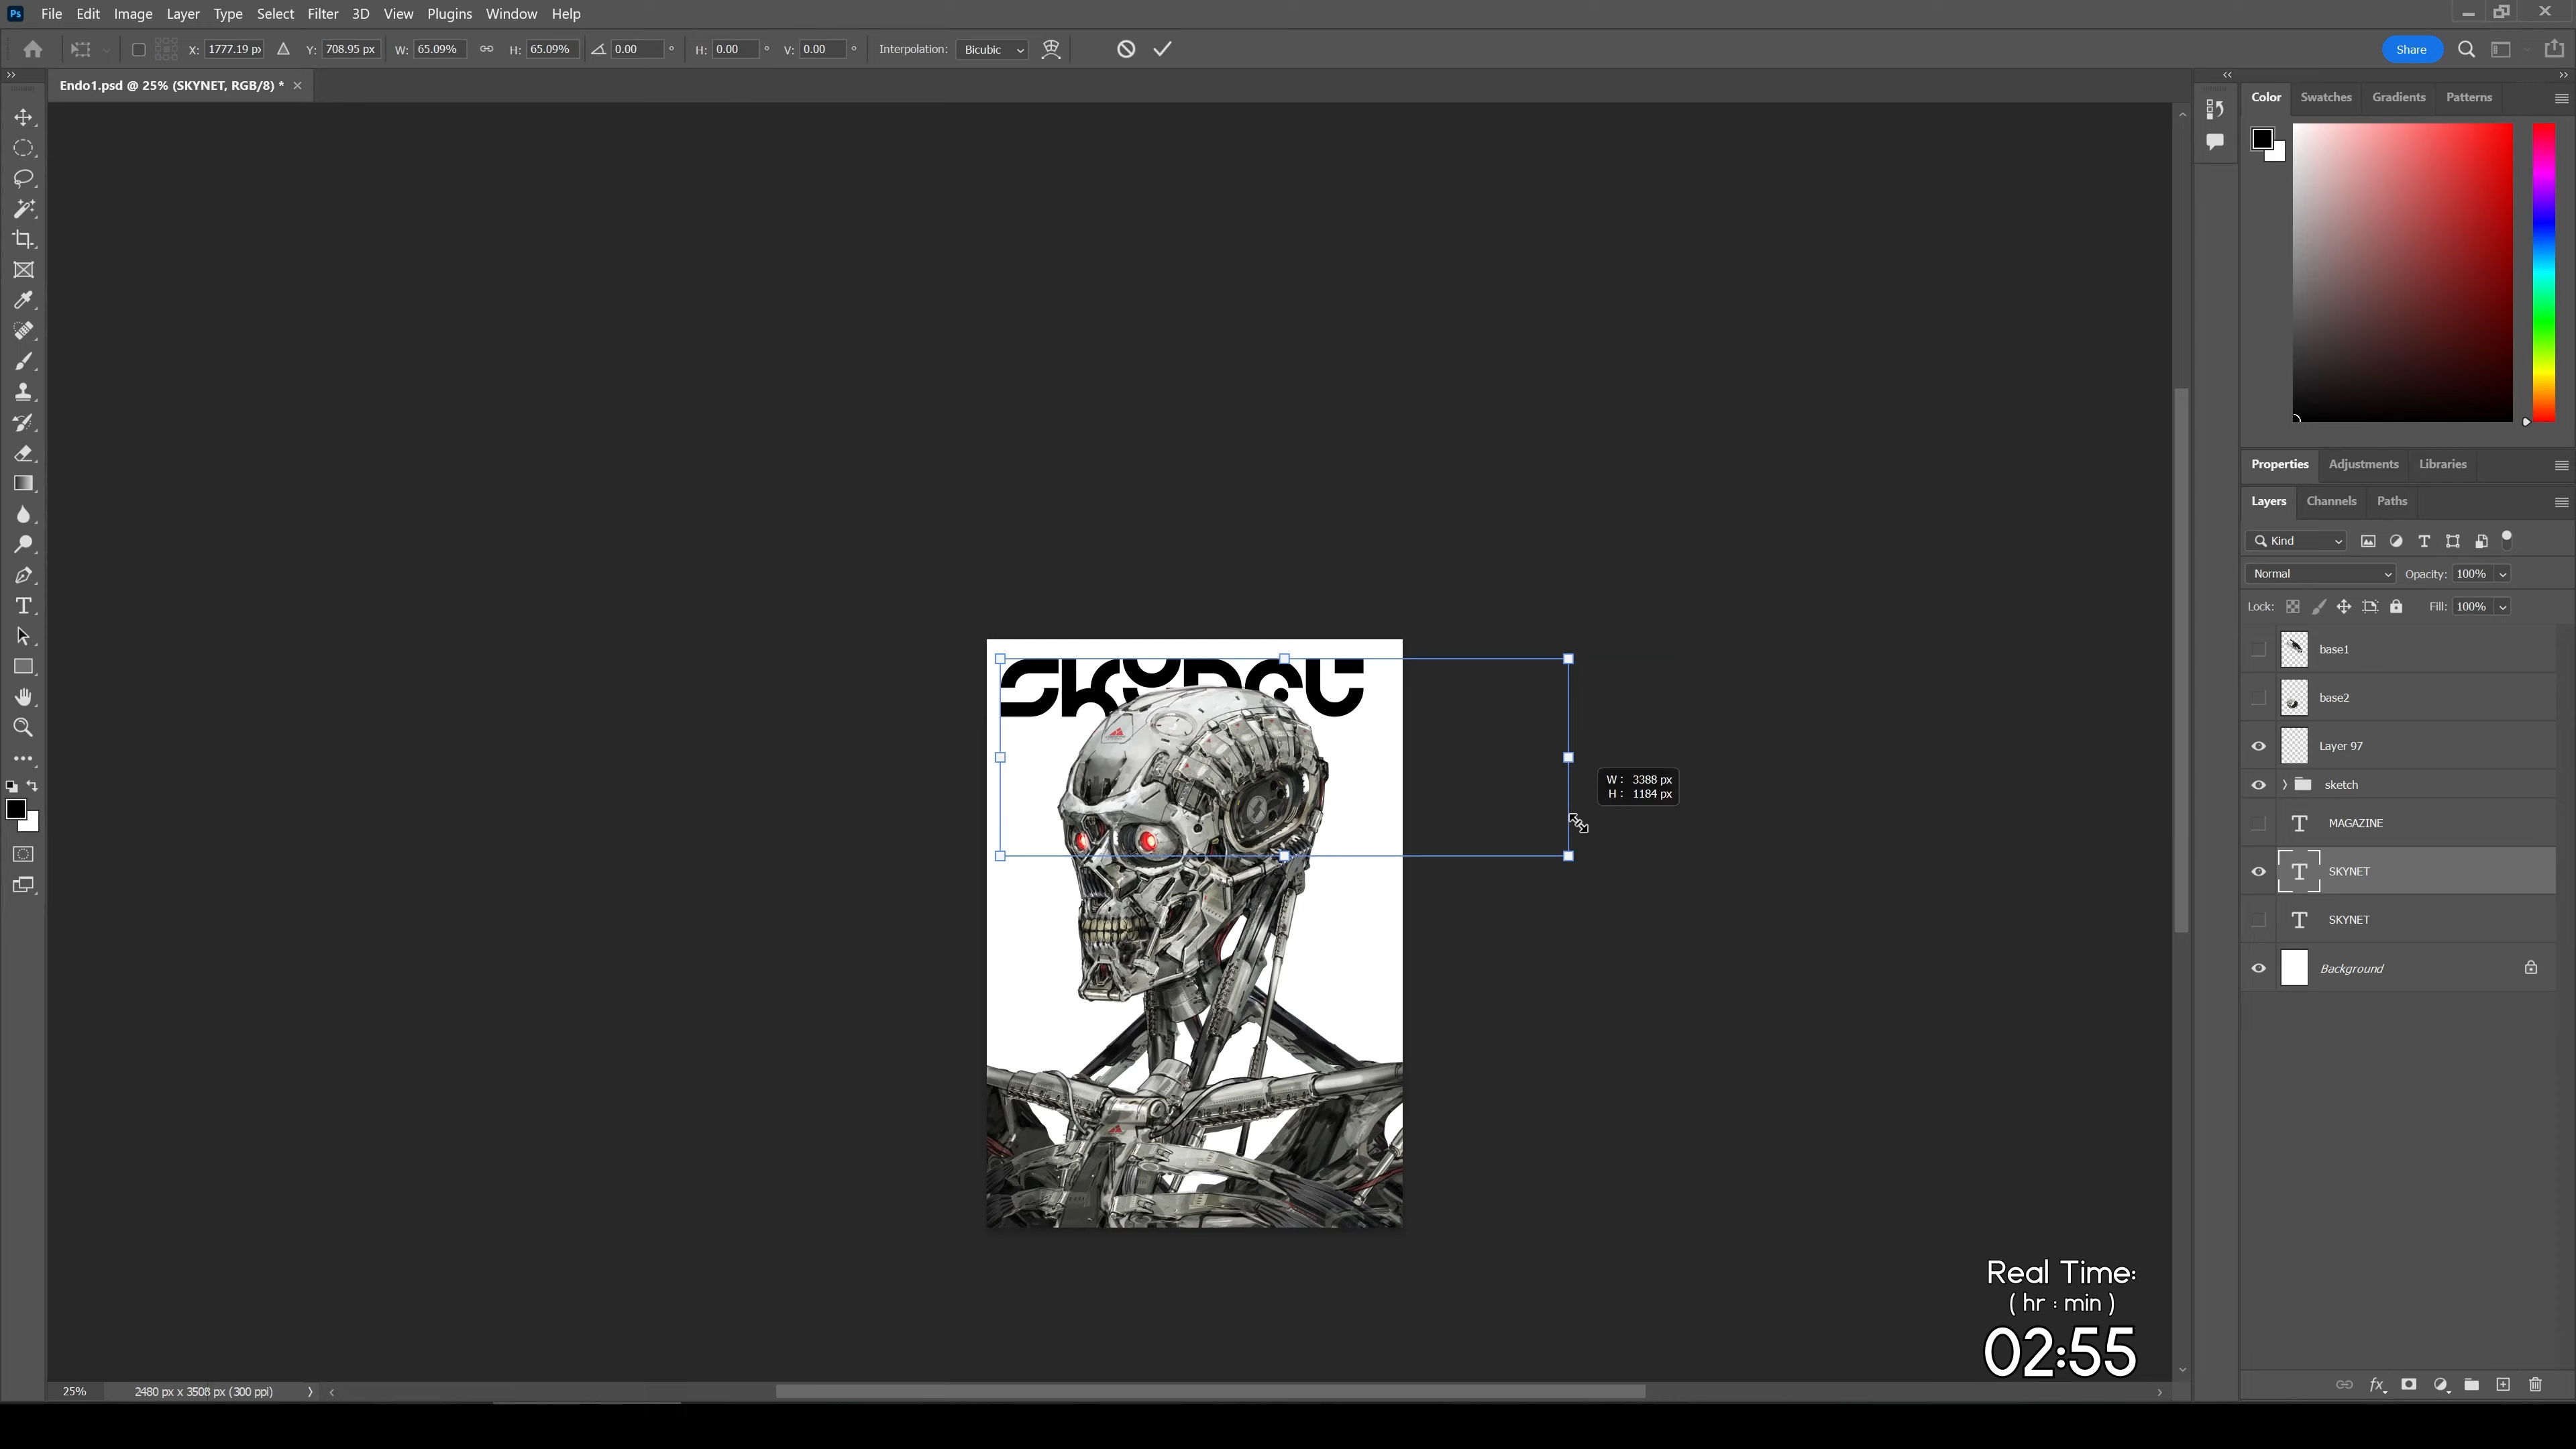 Ps File Edit Image Layer Type Select Filter 3D View Plugins Window Help
X: 1777.19 px Y: 708.95 px W: 65.09% H: 65.09% 0.00 ° H: 0.00 ° V: 0.00 ° Interpolation: Bicubic Share
Endo1.psd @ 25% (SKYNET, RGB/8) *
Color Swatches Gradients Patterns
Properties Adjustments Libraries
Layers Channels Paths
Kind
Normal Opacity: 100%
Lock: Fill: 100%
base1
base2
Layer 97
sketch
T MAGAZINE
T SKYNET
T SKYNET
Background
SKYNET
W: 3388 px
H: 1184 px
Real Time:
( hr : min )
02:55
25% 2480 px x 3508 px (300 ppi)